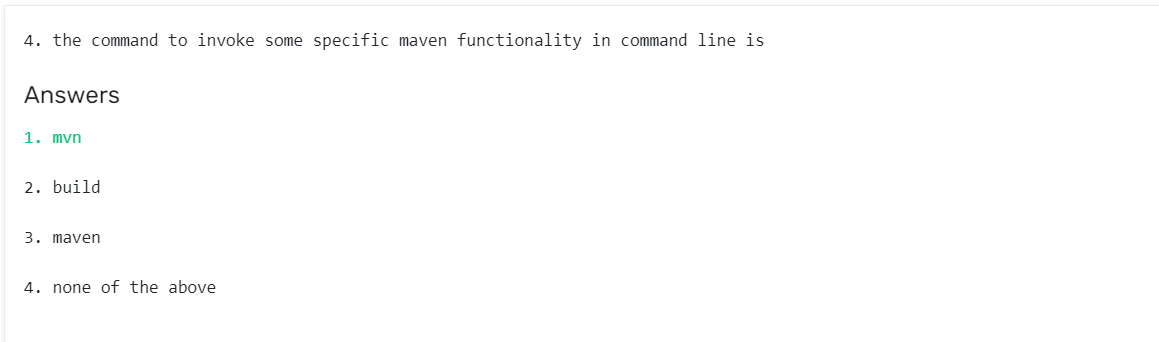 4. the command to invoke some specific maven functionality in command line is
Answers
1. mvn
2. build
3. maven
4. none of the above